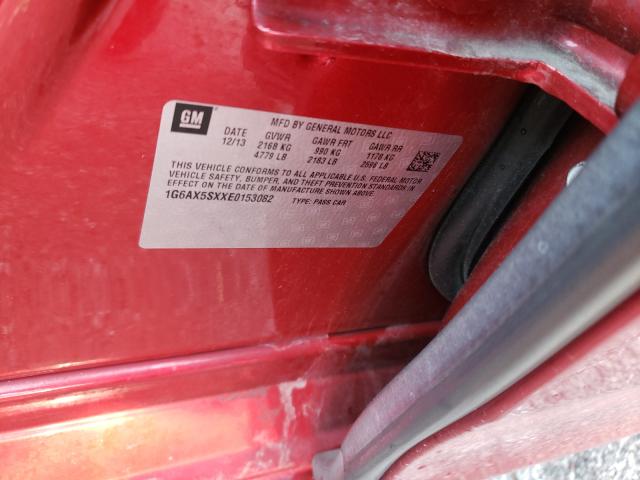 GM
MFD BY GENERAL MOTORS LLC
DATE GVWR GAWR FRT GAWR RR
12/13 2168 KG 990 KG 1178 KG
4779 LB 2183 LB 2596 LB
THIS VEHICLE CONFORMS TO ALL APPLICABLE U.S. FEDERAL MOTOR
VEHICLE SAFETY, BUMPER, AND THEFT PREVENTION STANDARDS IN
EFFECT ON THE DATE OF MANUFACTURE SHOWN ABOVE.
1G6AX5SXXE0153082 TYPE: PASS CAR